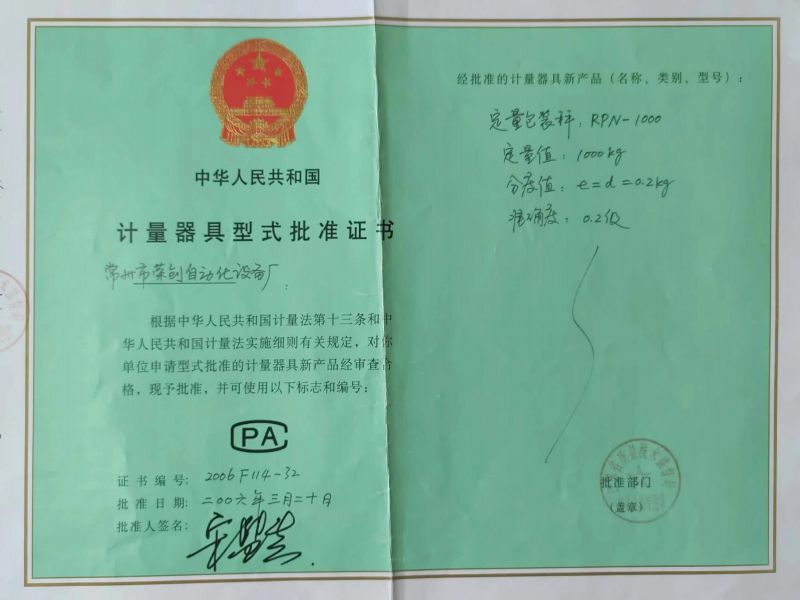 中华人民共和国
计量器具型式批准证书
常州市荣创自动化设备厂：
根据中华人民共和国计量法第十三条和中
华人民共和国计量法实施细则有关规定，对你
单位申请型式批准的计量器具新产品经审查合
格，现予批准，并可使用以下标志和编号：
CPA
证书编号：2006F114-32
批准日期：二00六年三月二十日
批准人签名：
经批准的计量器具新产品（名称、类别、型号）：
定量包装秤，RPN-1000
定量值：1000kg
分度值：e=d=0.2kg
准确度：0.2级
批准部门
（盖章）